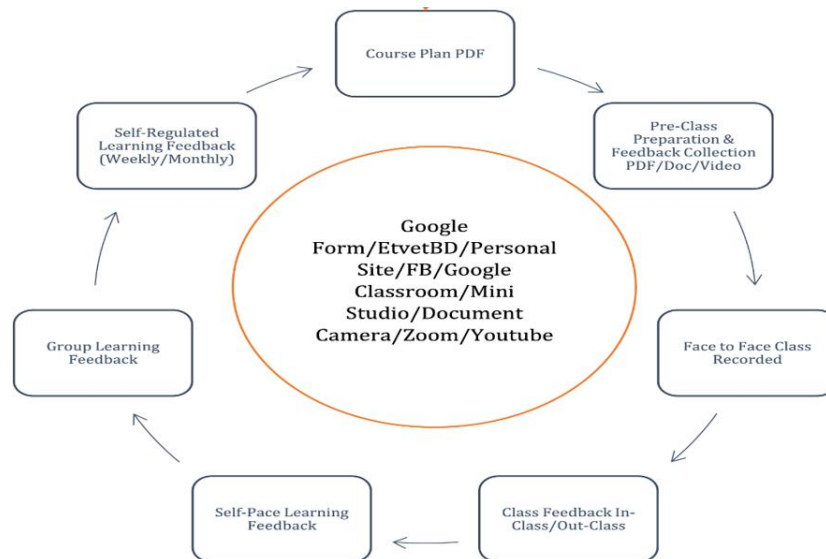 Course Plan PDF
Pre-Class
Preparation &
Feedback Collection
PDF/Doc/Video
Face to Face Class
Recorded
Class Feedback In-
Class/Out-Class
Self-Pace Learning
Feedback
Group Learning
Feedback
Self-Regulated
Learning Feedback
(Weekly/Monthly)
Google
Form/EtvetBD/Personal
Site/FB/Google
Classroom/Mini
Studio/Document
Camera/Zoom/Youtube